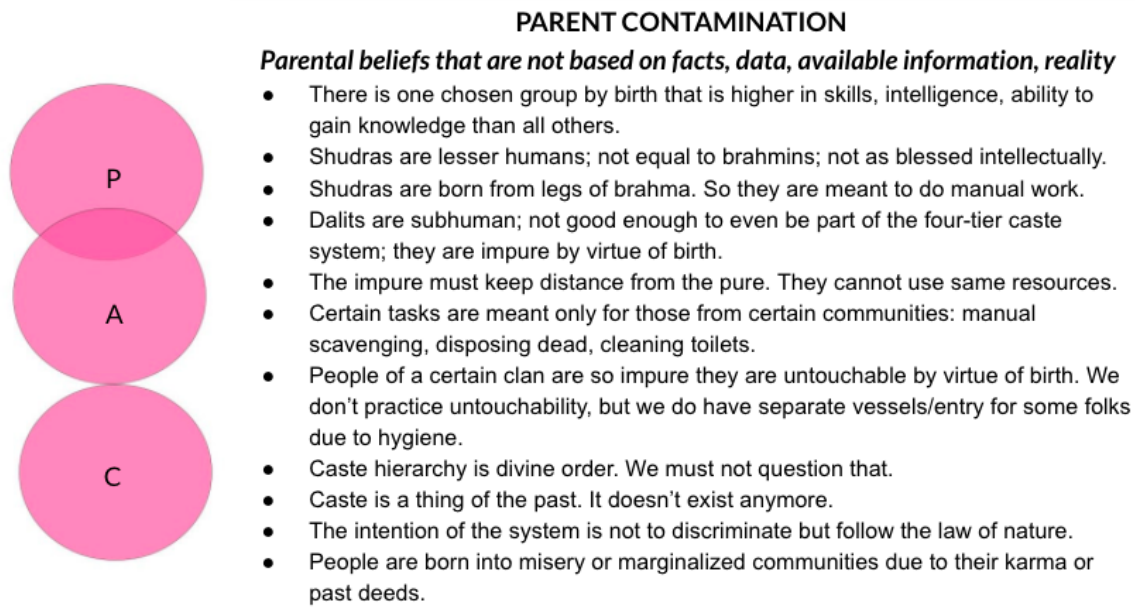 PARENT CONTAMINATION
Parental beliefs that are not based on facts, data, available information, reality
● There is one chosen group by birth that is higher in skills, intelligence, ability to
gain knowledge than all others.
● Shudras are lesser humans; not equal to brahmins; not as blessed intellectually.
● Shudras are born from legs of brahma. So they are meant to do manual work.
● Dalits are subhuman; not good enough to even be part of the four-tier caste
system; they are impure by virtue of birth.
● The impure must keep distance from the pure. They cannot use same resources.
● Certain tasks are meant only for those from certain communities: manual
scavenging, disposing dead, cleaning toilets.
● People of a certain clan are so impure they are untouchable by virtue of birth. We
don’t practice untouchability, but we do have separate vessels/entry for some folks
due to hygiene.
● Caste hierarchy is divine order. We must not question that.
● Caste is a thing of the past. It doesn’t exist anymore.
● The intention of the system is not to discriminate but follow the law of nature.
● People are born into misery or marginalized communities due to their karma or
past deeds.
P
A
C